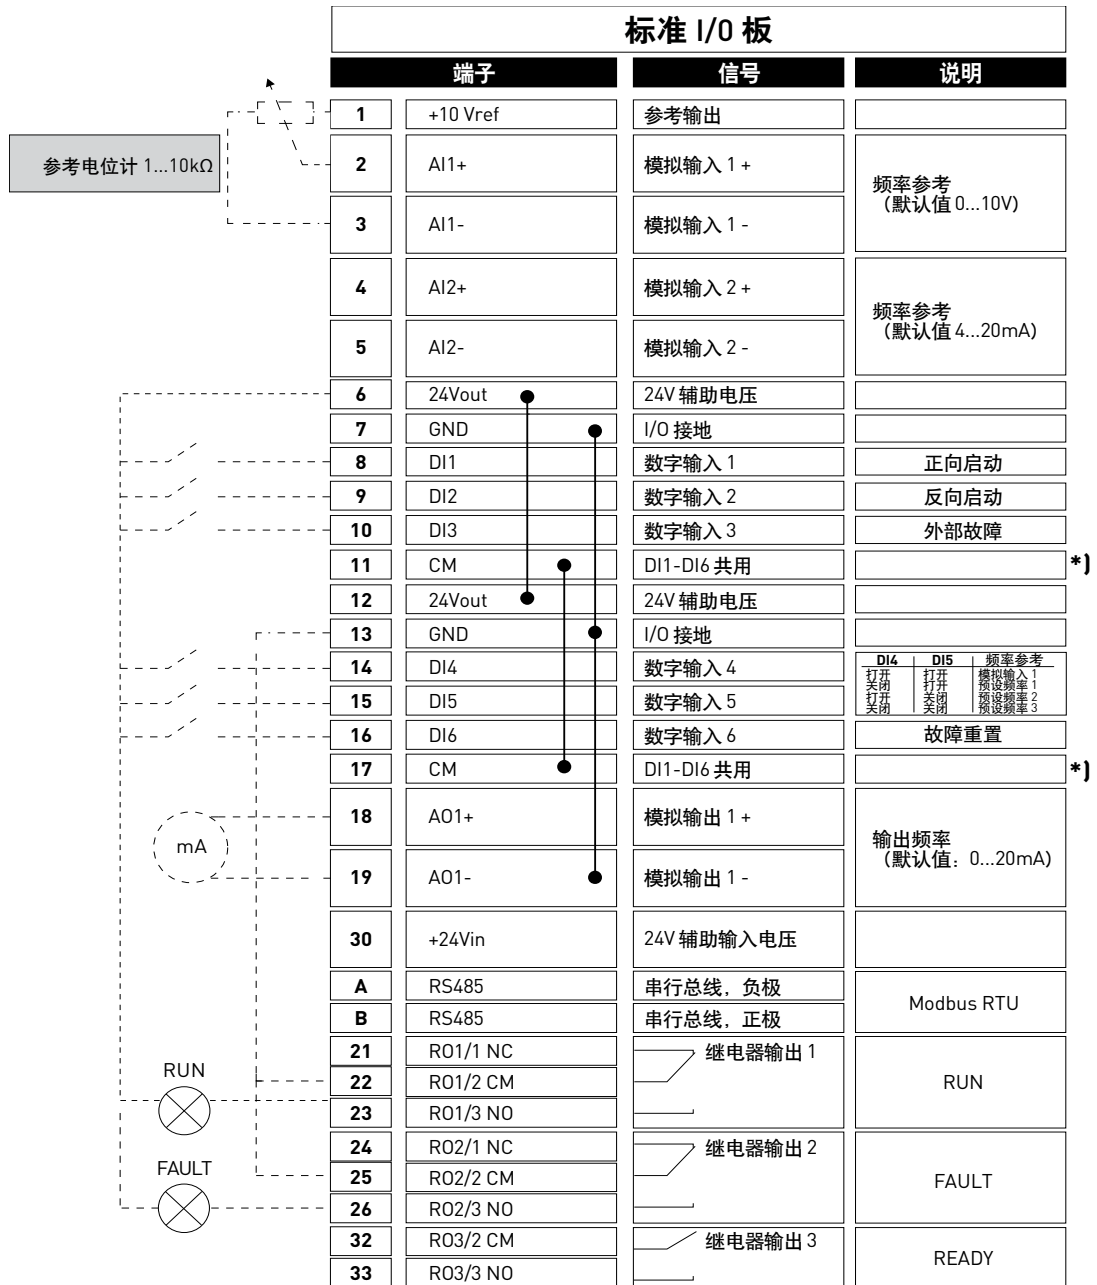 标准 I/O 板
端子 信号 说明
1 +10 Vref 参考输出
参考电位计 1...10kΩ
2 AI1+ 模拟输入 1 +
频率参考
（默认值 0...10V)
3 AI1- 模拟输入 1 -
4 AI2+ 模拟输入 2 +
频率参考
（默认值 4...20mA)
5 AI2- 模拟输入 2 -
6 24Vout 24V 辅助电压
7 GND I/O 接地
8 DI1 数字输入 1 正向启动
9 DI2 数字输入 2 反向启动
10 DI3 数字输入 3 外部故障
11 CM DI1-DI6 共用 *)
12 24Vout 24V 辅助电压
13 GND I/O 接地
14 DI4 数字输入 4
DI4 DI5 频率参考
打开 打开 模拟输入 1
关闭 打开 预设频率 1
打开 关闭 预设频率 2
关闭 关闭 预设频率 3
15 DI5 数字输入 5
16 DI6 数字输入 6 故障重置
17 CM DI1-DI6 共用 *)
18 AO1+ 模拟输出 1 +
mA
输出频率
（默认值：0...20mA)
19 AO1- 模拟输出 1 -
30 +24Vin 24V 辅助输入电压
A RS485 串行总线，负极
Modbus RTU
B RS485 串行总线，正极
21 RO1/1 NC 继电器输出 1
RUN
22 RO1/2 CM RUN
23 RO1/3 NO
24 RO2/1 NC 继电器输出 2
FAULT
25 RO2/2 CM FAULT
26 RO2/3 NO
32 RO3/2 CM 继电器输出 3
READY
33 RO3/3 NO